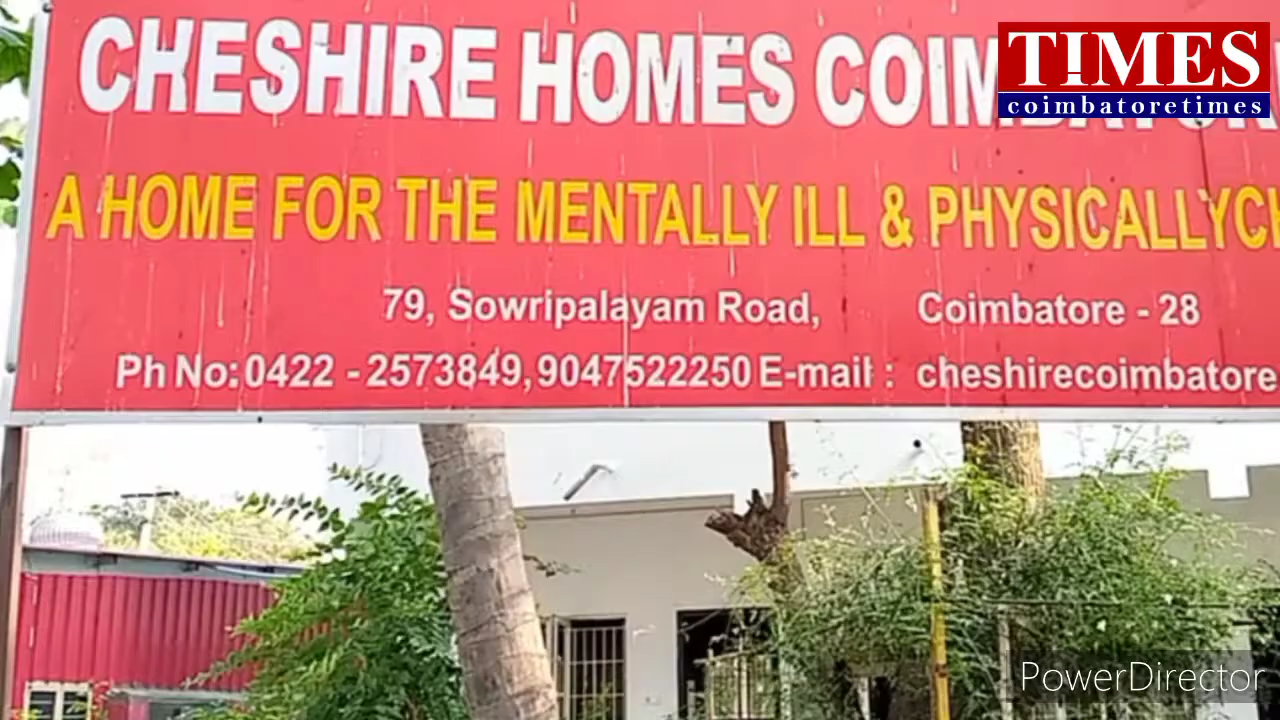 CHESHIRE HOMES COIM
TIMES
coimbatoretimes
A HOME FOR THE MENTALLY ILL & PHYSICALLY
79, Sowripalayam Road, Coimbatore - 28
Ph No: 0422 - 2573849, 9047522250 E-mail : cheshirecoimbatore
PowerDirector